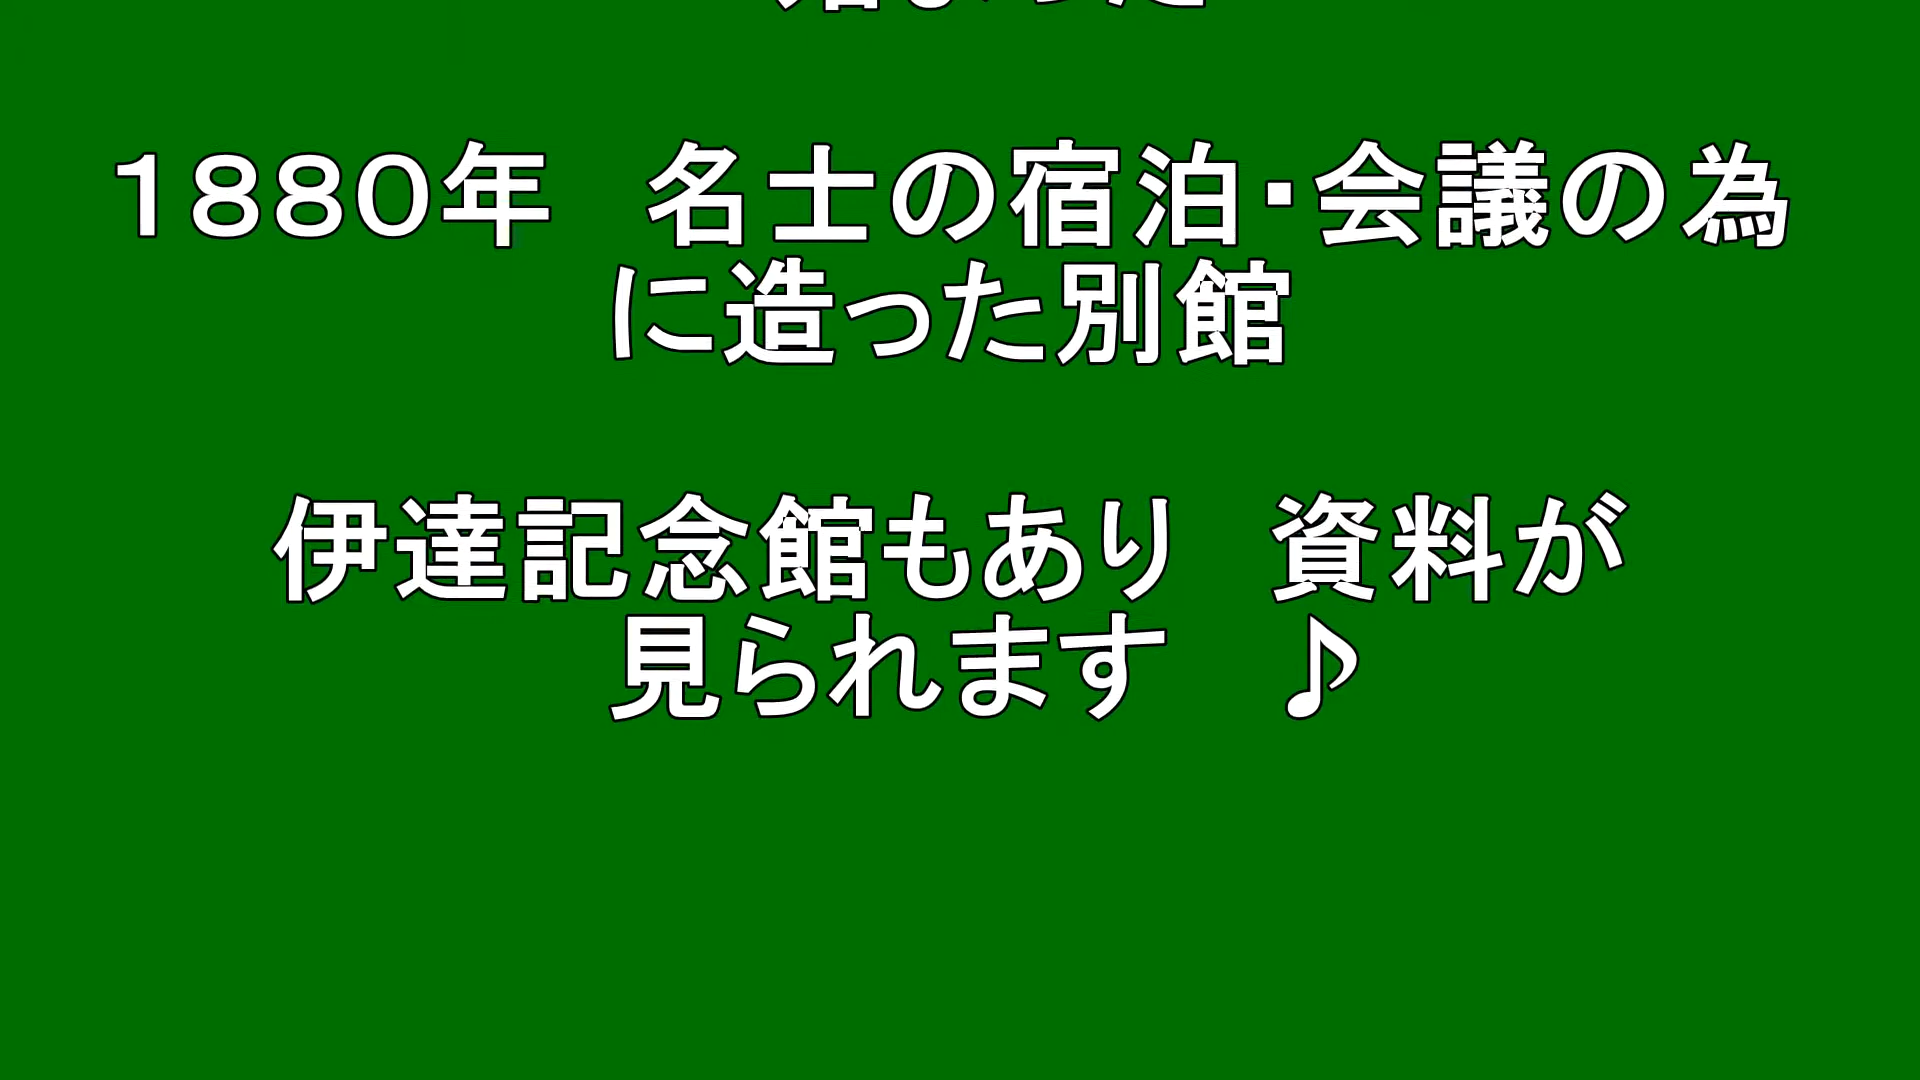 １８８０年　名士の宿泊・会議の為
に造った別館
伊達記念館もあり　資料が
見られます　♪